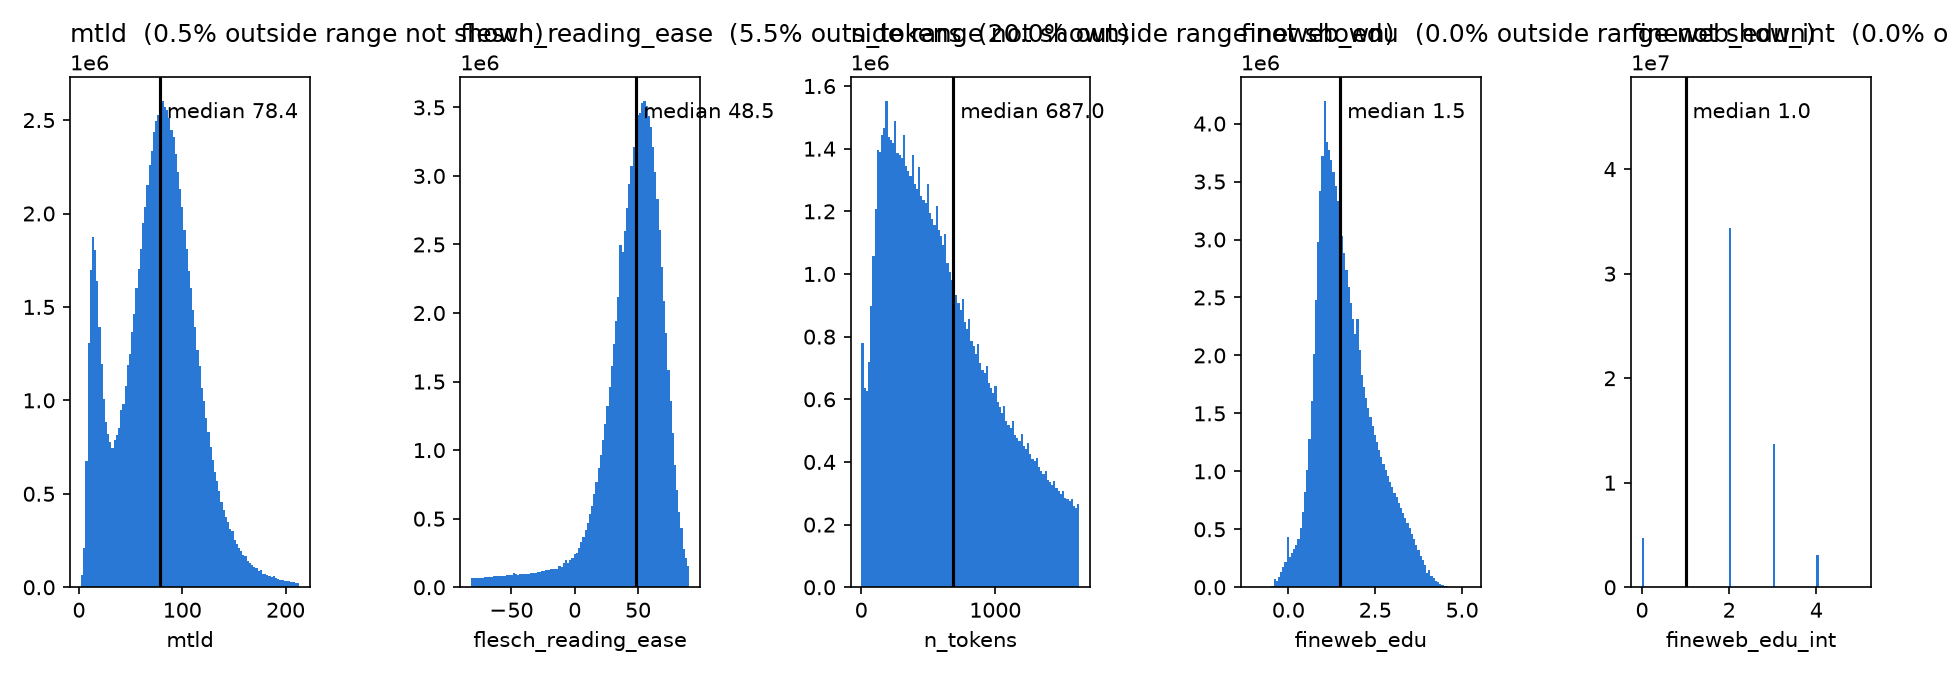 mtld  (0.5% outside range not shown)
flesch_reading_ease  (5.5% outside range not shown)
n_tokens  (20.0% outside range not shown)
fineweb_edu  (0.0% outside range not shown)
fineweb_edu_int  (0.0% o
1e6
1e6
1e6
1e6
1e7
median 78.4
median 48.5
median 687.0
median 1.5
median 1.0
2.5
2.0
1.5
1.0
0.5
0.0
0
100
200
mtld
3.5
3.0
2.5
2.0
1.5
1.0
0.5
0.0
−50
0
50
flesch_reading_ease
1.6
1.4
1.2
1.0
0.8
0.6
0.4
0.2
0.0
0
1000
n_tokens
4.0
3.5
3.0
2.5
2.0
1.5
1.0
0.5
0.0
0.0
2.5
5.0
fineweb_edu
4
3
2
1
0
0
2
4
fineweb_edu_int